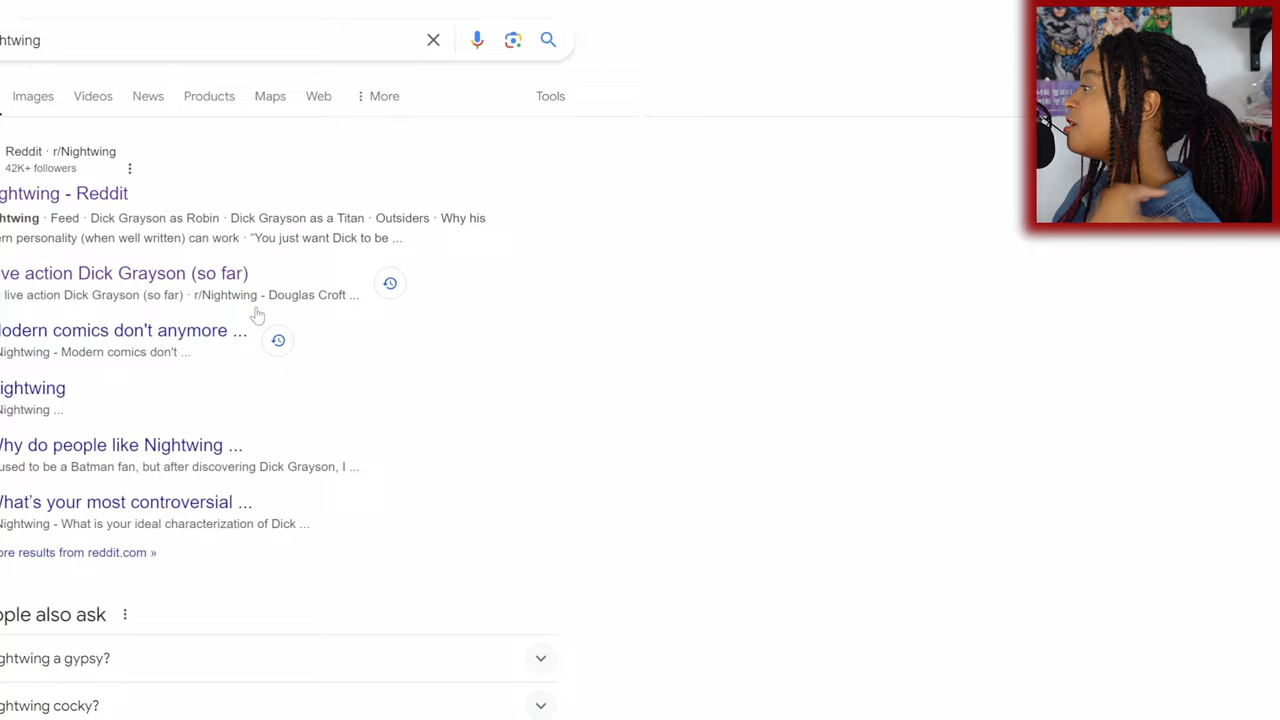 htwing
Images Videos News Products Maps Web More Tools
Reddit · r/Nightwing
42K+ followers
ghtwing - Reddit
htwing · Feed · Dick Grayson as Robin · Dick Grayson as a Titan · Outsiders · Why his
ern personality (when well written) can work · “You just want Dick to be ...
ive action Dick Grayson (so far)
live action Dick Grayson (so far) · r/Nightwing - Douglas Croft ...
odern comics don't anymore ...
Nightwing - Modern comics don't ...
ightwing
Nightwing ...
Why do people like Nightwing ...
used to be a Batman fan, but after discovering Dick Grayson, I ...
What's your most controversial ...
Nightwing - What is your ideal characterization of Dick ...
ore results from reddit.com »
ople also ask
ghtwing a gypsy?
ghtwing cocky?